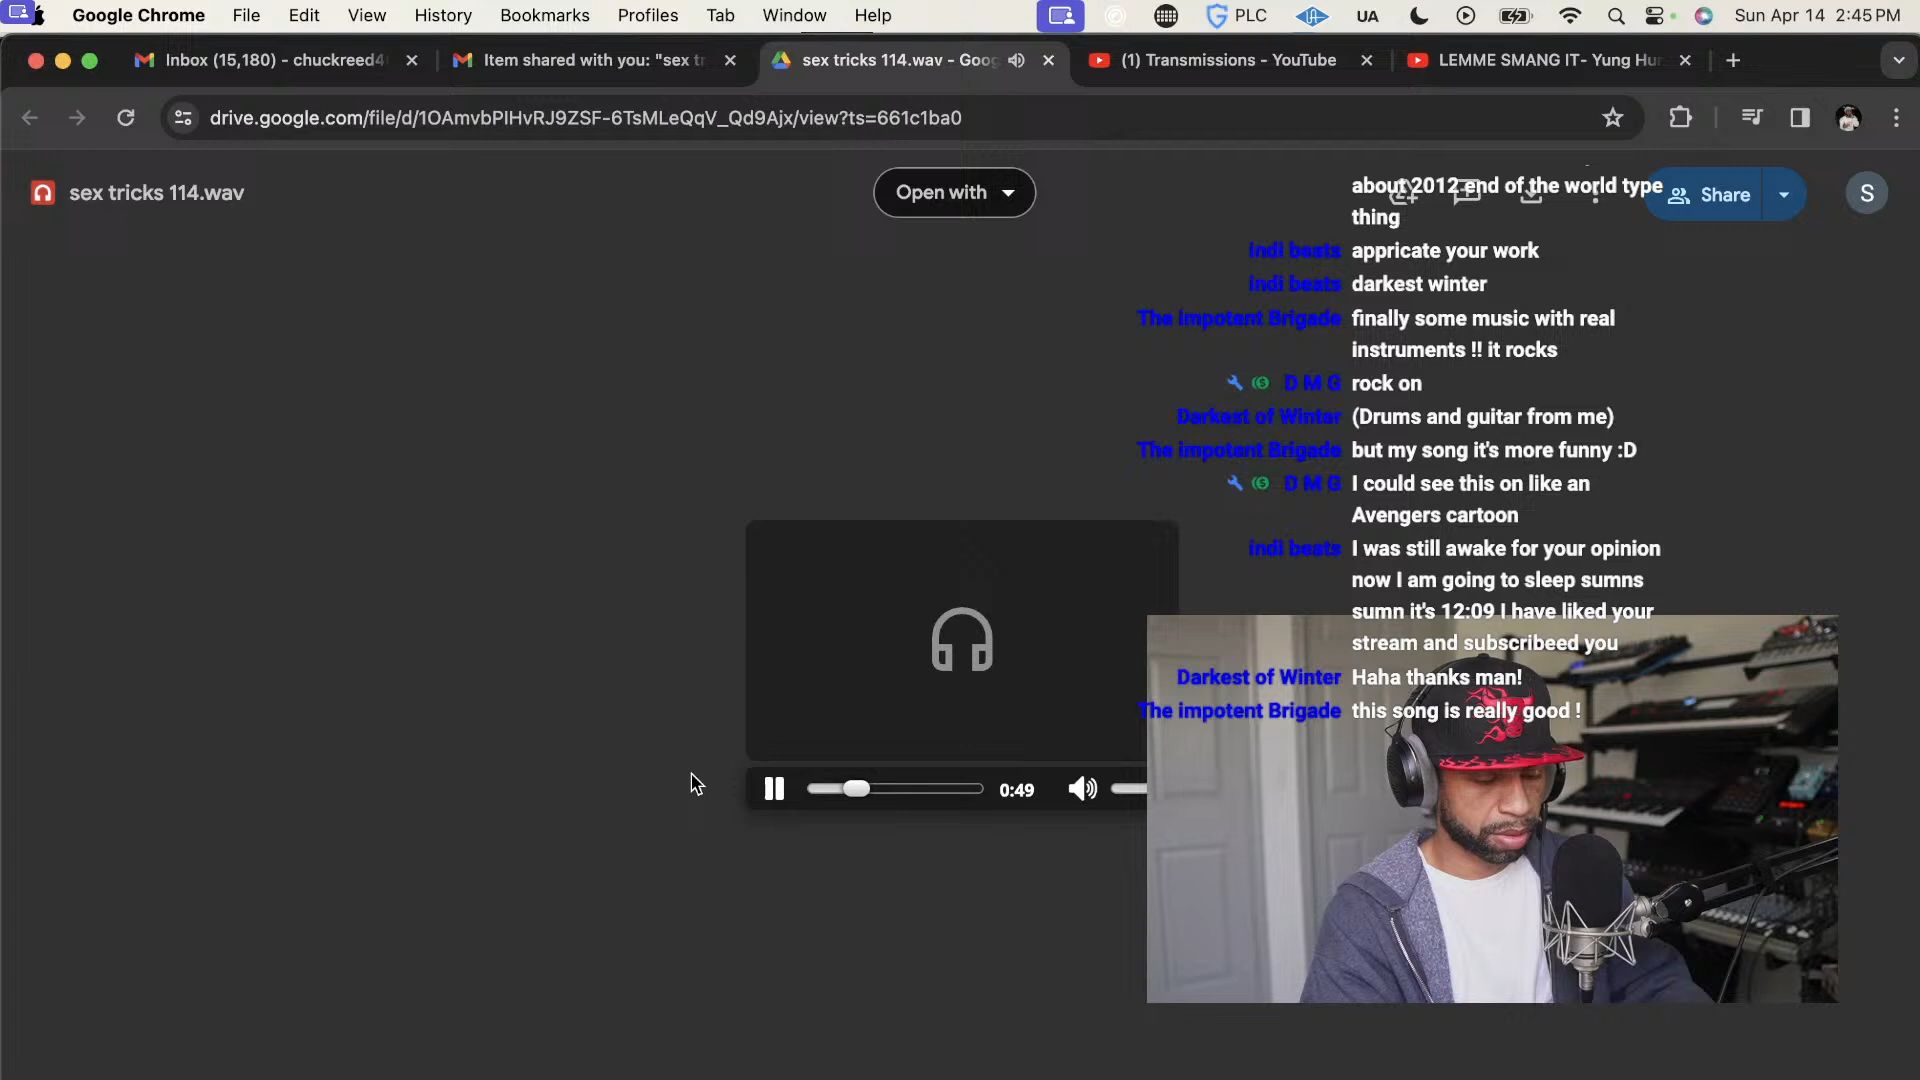 Google Chrome File Edit View History Bookmarks Profiles Tab Window Help PLC UA Sun Apr 14 2:45 PM
Inbox (15,180) - chuckreed4 Item shared with you: "sex tr sex tricks 114.wav - Goog (1) Transmissions - YouTube LEMME SMANG IT- Yung Hu
drive.google.com/file/d/1OAmvbPIHvRJ9ZSF-6TsMLeQqV_Qd9Ajx/view?ts=661c1ba0
sex tricks 114.wav Open with Share S
about 2012 end of the world type
thing
indi beats appricate your work
indi beats darkest winter
The impotent Brigade finally some music with real
instruments !! it rocks
D M G rock on
Darkest of Winter (Drums and guitar from me)
The impotent Brigade but my song it's more funny :D
D M G I could see this on like an
Avengers cartoon
indi beats I was still awake for your opinion
now I am going to sleep sumns
sumn it's 12:09 I have liked your
stream and subscribeed you
Darkest of Winter Haha thanks man!
The impotent Brigade this song is really good !
0:49